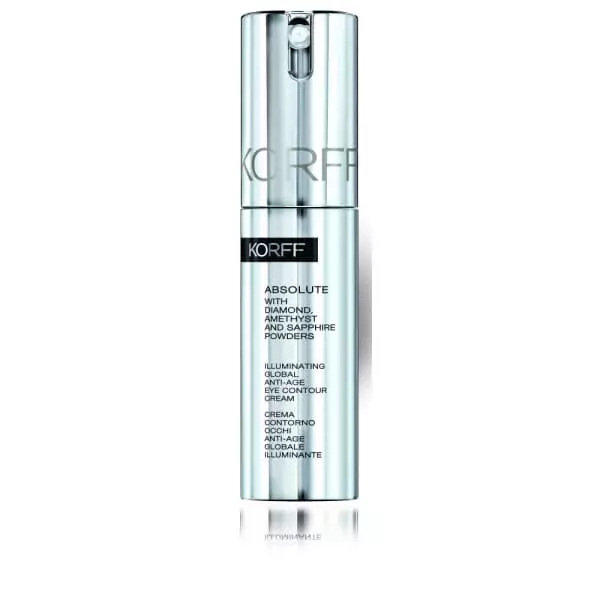 KORFF
KORFF
ABSOLUTE
WITH
DIAMOND,
AMETHYST
AND SAPPHIRE
POWDERS
ILLUMINATING
GLOBAL
ANTI-AGE
EYE CONTOUR
CREAM
CREMA
CONTORNO
OCCHI
ANTI-AGE
GLOBALE
ILLUMINANTE